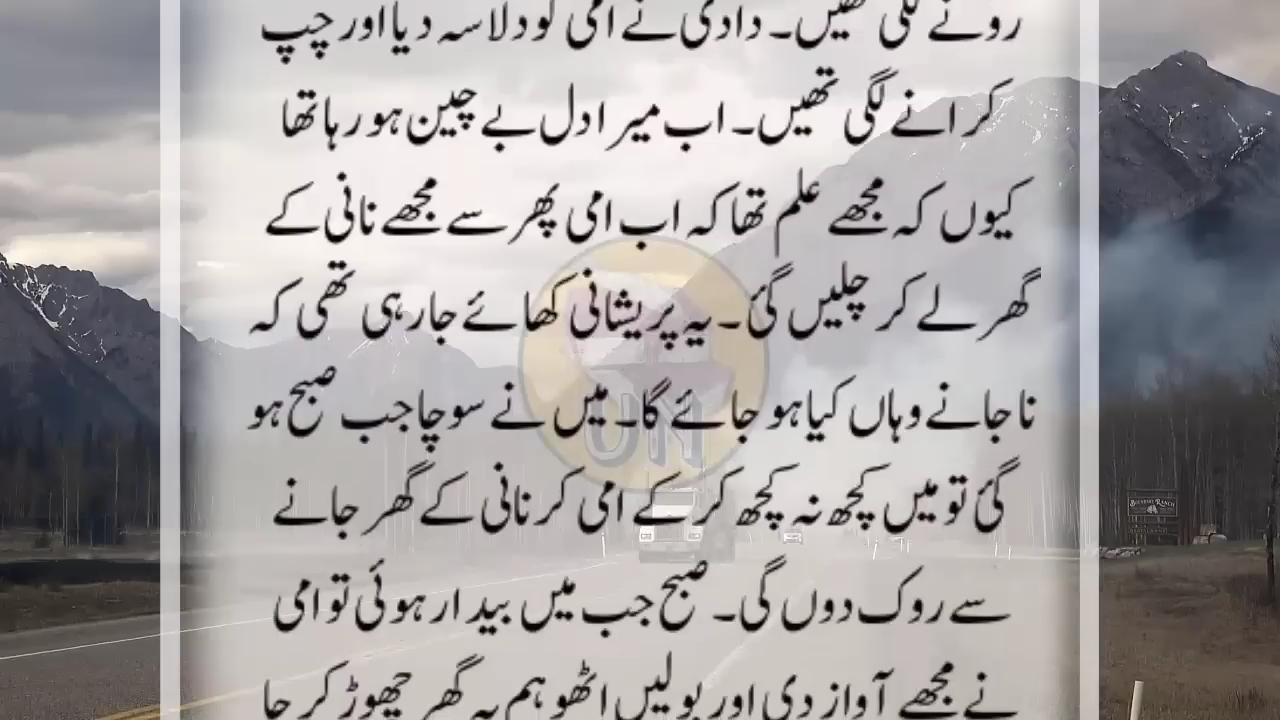 رونے لگی تھیں۔ دادی نے امی کو دلاسہ دیا اور چپ
کرانے لگی تھیں۔ اب میرا دل بے چین ہو رہا تھا
کیوں کہ مجھے علم تھا کہ اب امی پھر سے مجھے نانی کے
گھر لے کر چلیں گئ۔ یہ پریشانی کھائے جا رہی تھی کہ
نا جانے وہاں کیا ہو جائے گا۔ میں نے سوچا جب صبح ہو
گئ تو میں کچھ نہ کچھ کر کے امی کر نانی کے گھر جانے
سے روک دوں گی۔ صبح جب میں بیدار ہوئی تو امی
نے مجھے آواز دی اور بولیں اٹھو ہم یہ گھر چھوڑ کر جا
UM